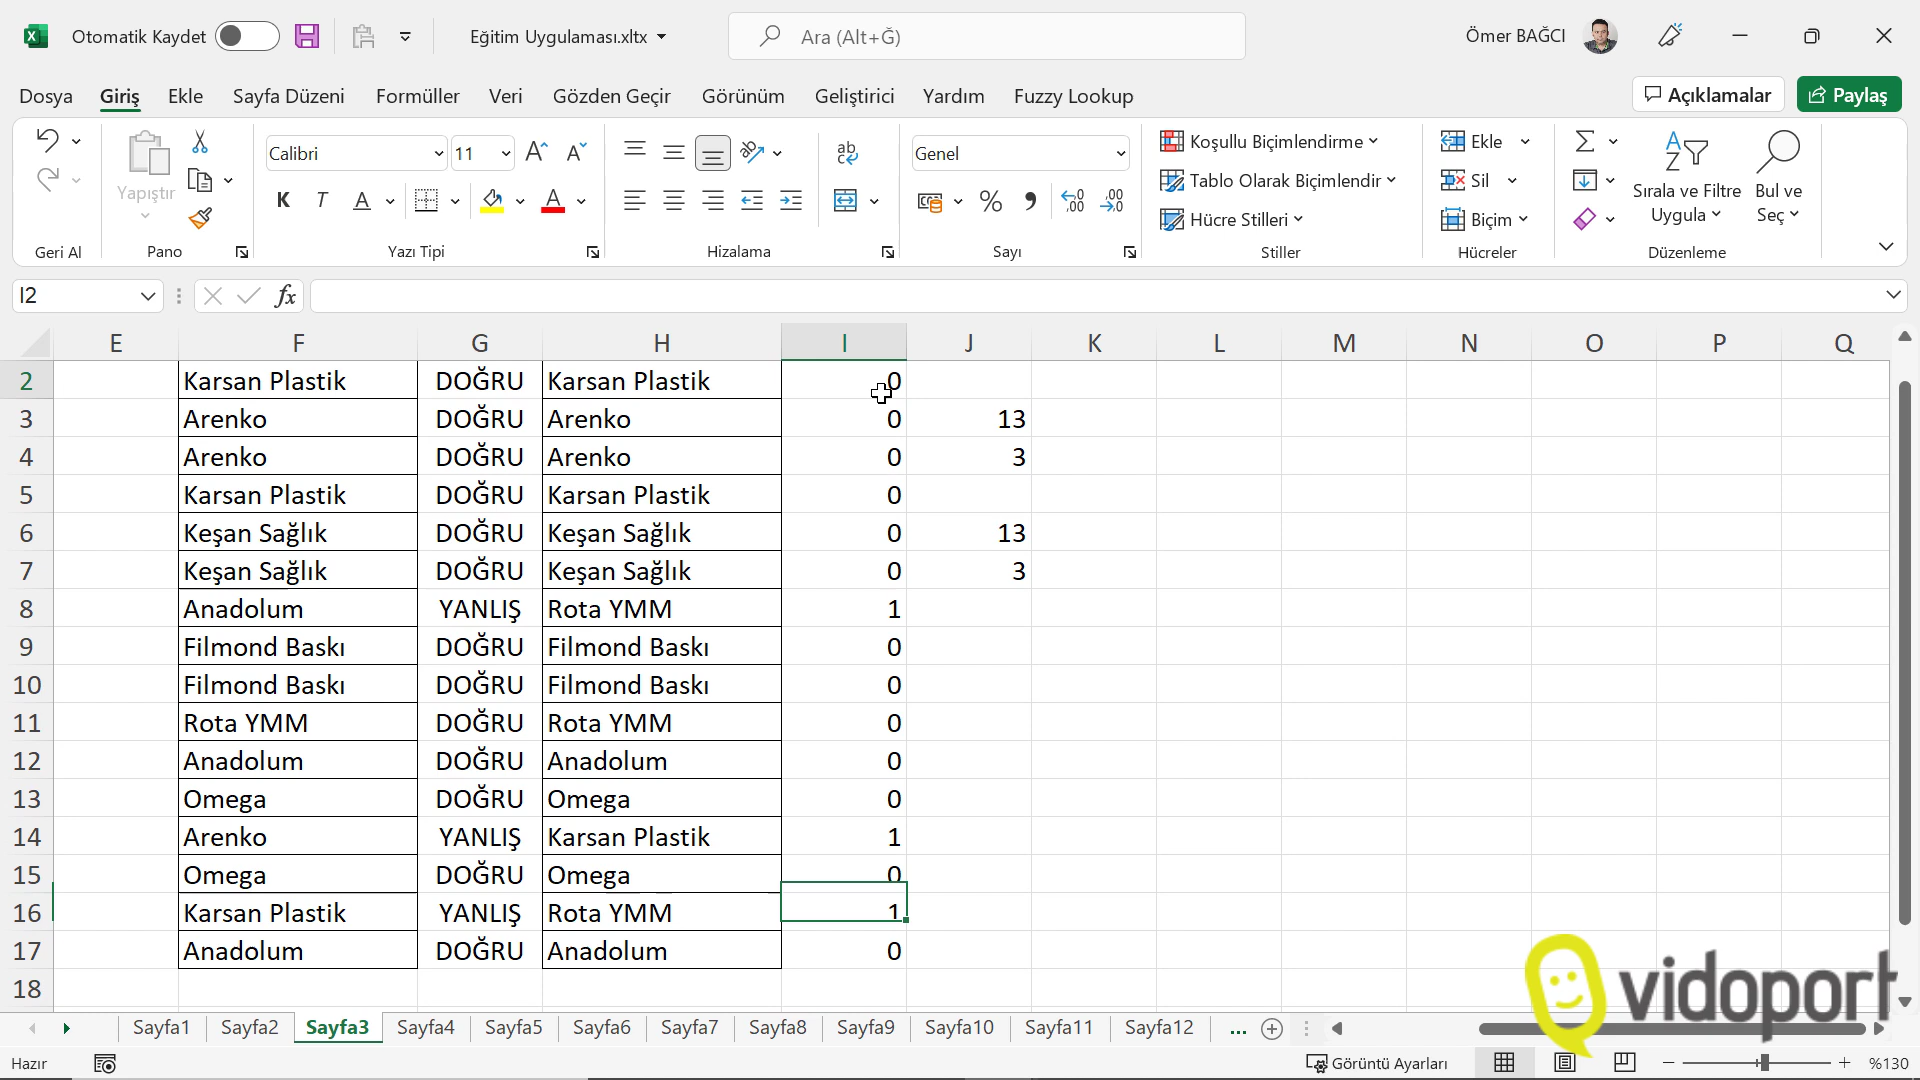 Otomatik Kaydet
Eğitim Uygulaması.xltx
Ara (Alt+Ğ)
Ömer BAĞCI
Dosya Giriş Ekle Sayfa Düzeni Formüller Veri Gözden Geçir Görünüm Geliştirici Yardım Fuzzy Lookup
Açıklamalar
Paylaş
Yapıştır
Geri Al
Pano
Calibri
11
K T A A
Yazı Tipi
ab
Hizalama
Genel
Sayı
Koşullu Biçimlendirme
Tablo Olarak Biçimlendir
Hücre Stilleri
Stiller
Ekle
Sil
Biçim
Hücreler
Sırala ve Filtre
Uygula
Bul ve
Seç
Düzenleme
I2
fx
E F G H I J K L M N O P Q
2 Karsan Plastik DOĞRU Karsan Plastik 0
3 Arenko DOĞRU Arenko 0 13
4 Arenko DOĞRU Arenko 0 3
5 Karsan Plastik DOĞRU Karsan Plastik 0
6 Keşan Sağlık DOĞRU Keşan Sağlık 0 13
7 Keşan Sağlık DOĞRU Keşan Sağlık 0 3
8 Anadolum YANLIŞ Rota YMM 1
9 Filmond Baskı DOĞRU Filmond Baskı 0
10 Filmond Baskı DOĞRU Filmond Baskı 0
11 Rota YMM DOĞRU Rota YMM 0
12 Anadolum DOĞRU Anadolum 0
13 Omega DOĞRU Omega 0
14 Arenko YANLIŞ Karsan Plastik 1
15 Omega DOĞRU Omega 0
16 Karsan Plastik YANLIŞ Rota YMM 1
17 Anadolum DOĞRU Anadolum 0
18
vidoport
Sayfa1 Sayfa2 Sayfa3 Sayfa4 Sayfa5 Sayfa6 Sayfa7 Sayfa8 Sayfa9 Sayfa10 Sayfa11 Sayfa12 ...
Hazır
Görüntü Ayarları
%130